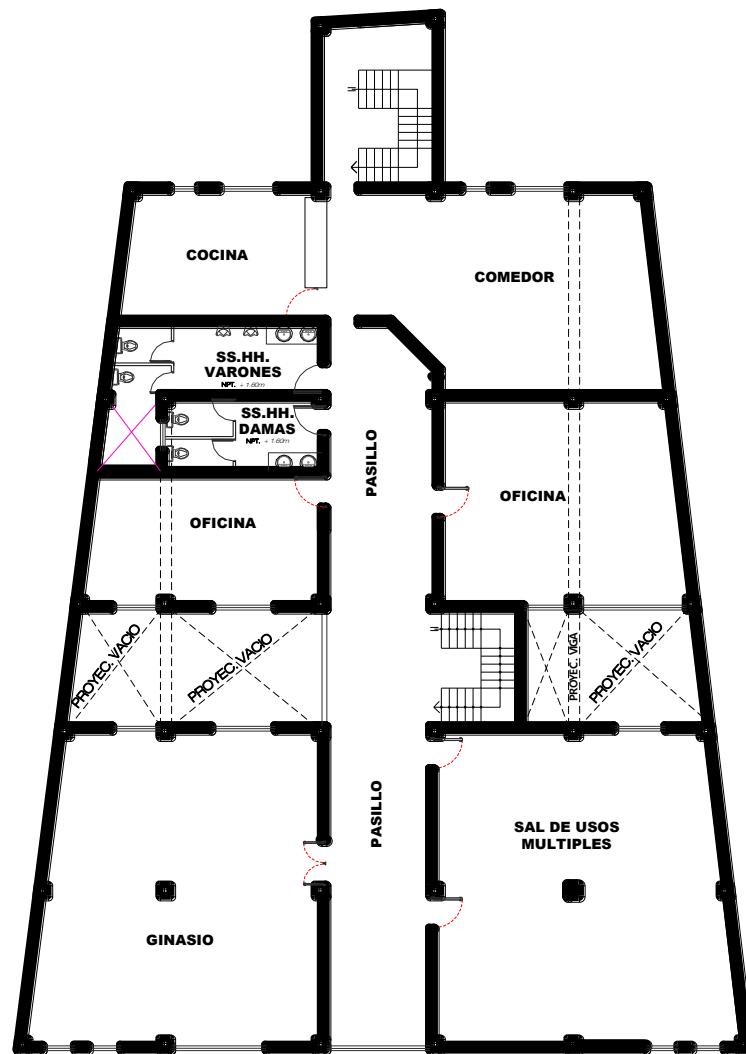 COCINA
COMEDOR
SS.HH.
VARONES
NPT. + 1.60m
SS.HH.
DAMAS
NPT. + 1.60m
PASILLO
OFICINA
OFICINA
PROYEC. VACIO
PROYEC. VACIO
PROYEC. VIGA
PROYEC. VACIO
PASILLO
SAL DE USOS
MULTIPLES
GINASIO